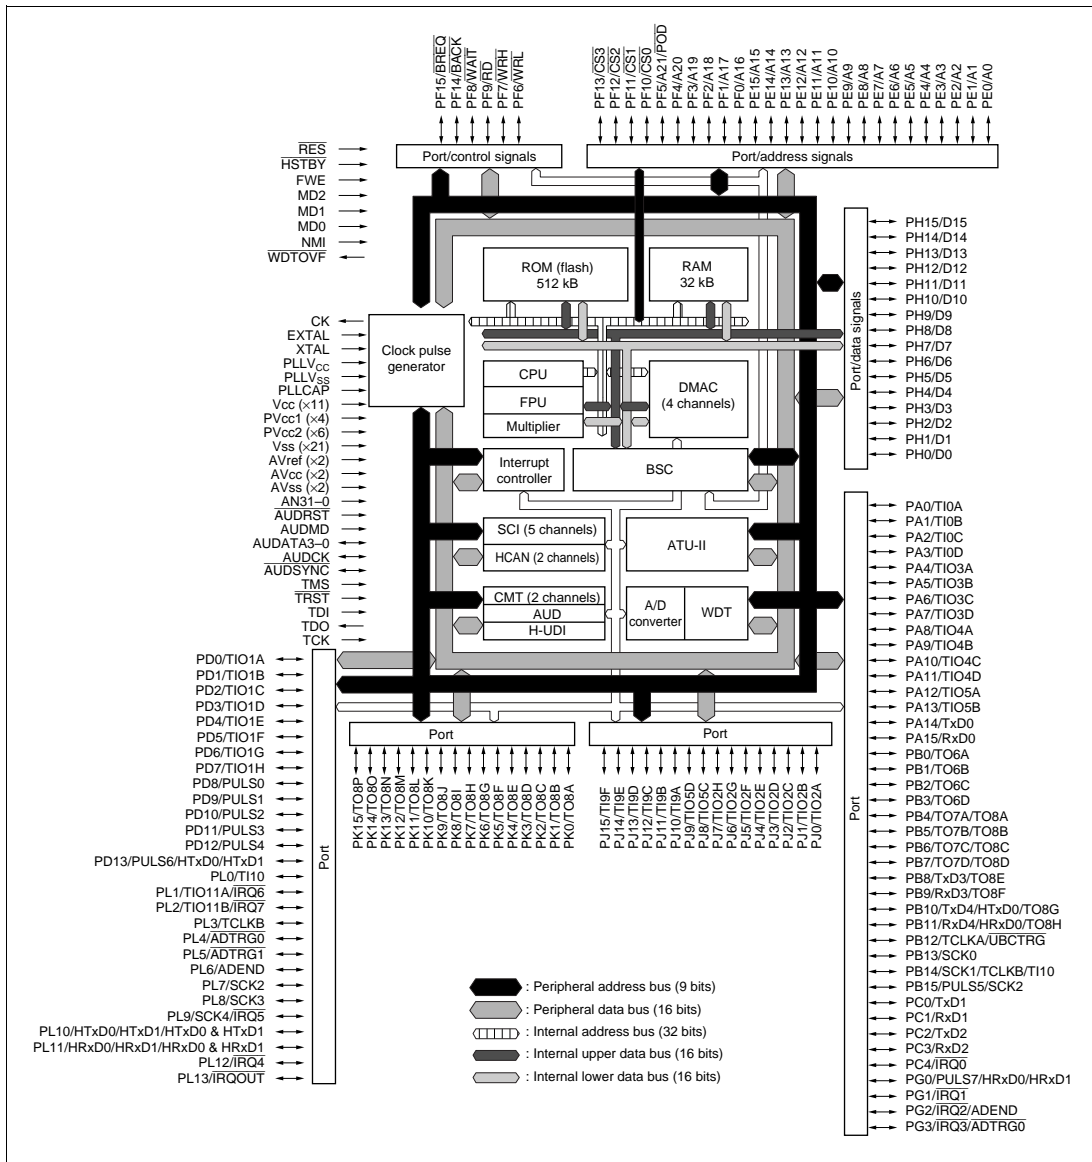 PF15/BREQ
PF14/BACK
PF8/WAIT
PF9/RD
PF7/WRH
PF6/WRL
PF13/CS3
PF12/CS2
PF11/CS1
PF10/CS0
PF5/A21/POD
PF4/A20
PF3/A19
PF2/A18
PF1/A17
PF0/A16
PE15/A15
PE14/A14
PE13/A13
PE12/A12
PE11/A11
PE10/A10
PE9/A9
PE8/A8
PE7/A7
PE6/A6
PE5/A5
PE4/A4
PE3/A3
PE2/A2
PE1/A1
PE0/A0
Port/control signals
Port/address signals
RES
HSTBY
FWE
MD2
MD1
MD0
NMI
WDTOVF
CK
EXTAL
XTAL
PLLVCC
PLLVSS
PLLCAP
Vcc (×11)
PVcc1 (×4)
PVcc2 (×6)
Vss (×21)
AVref (×2)
AVcc (×2)
AVss (×2)
AN31–0
AUDRST
AUDMD
AUDATA3–0
AUDCK
AUDSYNC
TMS
TRST
TDI
TDO
TCK
ROM (flash)
512 kB
RAM
32 kB
Clock pulse
generator
CPU
FPU
Multiplier
DMAC
(4 channels)
Interrupt
controller
BSC
SCI (5 channels)
HCAN (2 channels)
ATU-II
CMT (2 channels)
AUD
H-UDI
A/D
converter
WDT
Port/data signals
PH15/D15
PH14/D14
PH13/D13
PH12/D12
PH11/D11
PH10/D10
PH9/D9
PH8/D8
PH7/D7
PH6/D6
PH5/D5
PH4/D4
PH3/D3
PH2/D2
PH1/D1
PH0/D0
PD0/TIO1A
PD1/TIO1B
PD2/TIO1C
PD3/TIO1D
PD4/TIO1E
PD5/TIO1F
PD6/TIO1G
PD7/TIO1H
PD8/PULS0
PD9/PULS1
PD10/PULS2
PD11/PULS3
PD12/PULS4
PD13/PULS6/HTxD0/HTxD1
PL0/TI10
PL1/TIO11A/IRQ6
PL2/TIO11B/IRQ7
PL3/TCLKB
PL4/ADTRG0
PL5/ADTRG1
PL6/ADEND
PL7/SCK2
PL8/SCK3
PL9/SCK4/IRQ5
PL10/HTxD0/HTxD1/HTxD0 & HTxD1
PL11/HRxD0/HRxD1/HRxD0 & HRxD1
PL12/IRQ4
PL13/IRQOUT
Port
Port
PK15/TO8P
PK14/TO8O
PK13/TO8N
PK12/TO8M
PK11/TO8L
PK10/TO8K
PK9/TO8J
PK8/TO8I
PK7/TO8H
PK6/TO8G
PK5/TO8F
PK4/TO8E
PK3/TO8D
PK2/TO8C
PK1/TO8B
PK0/TO8A
Port
PJ15/TI9F
PJ14/TI9E
PJ13/TI9D
PJ12/TI9C
PJ11/TI9B
PJ10/TI9A
PJ9/TIO5D
PJ8/TIO5C
PJ7/TIO2H
PJ6/TIO2G
PJ5/TIO2F
PJ4/TIO2E
PJ3/TIO2D
PJ2/TIO2C
PJ1/TIO2B
PJ0/TIO2A
Port
PA0/TI0A
PA1/TI0B
PA2/TI0C
PA3/TI0D
PA4/TIO3A
PA5/TIO3B
PA6/TIO3C
PA7/TIO3D
PA8/TIO4A
PA9/TIO4B
PA10/TIO4C
PA11/TIO4D
PA12/TIO5A
PA13/TIO5B
PA14/TxD0
PA15/RxD0
PB0/TO6A
PB1/TO6B
PB2/TO6C
PB3/TO6D
PB4/TO7A/TO8A
PB5/TO7B/TO8B
PB6/TO7C/TO8C
PB7/TO7D/TO8D
PB8/TxD3/TO8E
PB9/RxD3/TO8F
PB10/TxD4/HTxD0/TO8G
PB11/RxD4/HRxD0/TO8H
PB12/TCLKA/UBCTRG
PB13/SCK0
PB14/SCK1/TCLKB/TI10
PB15/PULS5/SCK2
PC0/TxD1
PC1/RxD1
PC2/TxD2
PC3/RxD2
PC4/IRQ0
PG0/PULS7/HRxD0/HRxD1
PG1/IRQ1
PG2/IRQ2/ADEND
PG3/IRQ3/ADTRG0
: Peripheral address bus (9 bits)
: Peripheral data bus (16 bits)
: Internal address bus (32 bits)
: Internal upper data bus (16 bits)
: Internal lower data bus (16 bits)